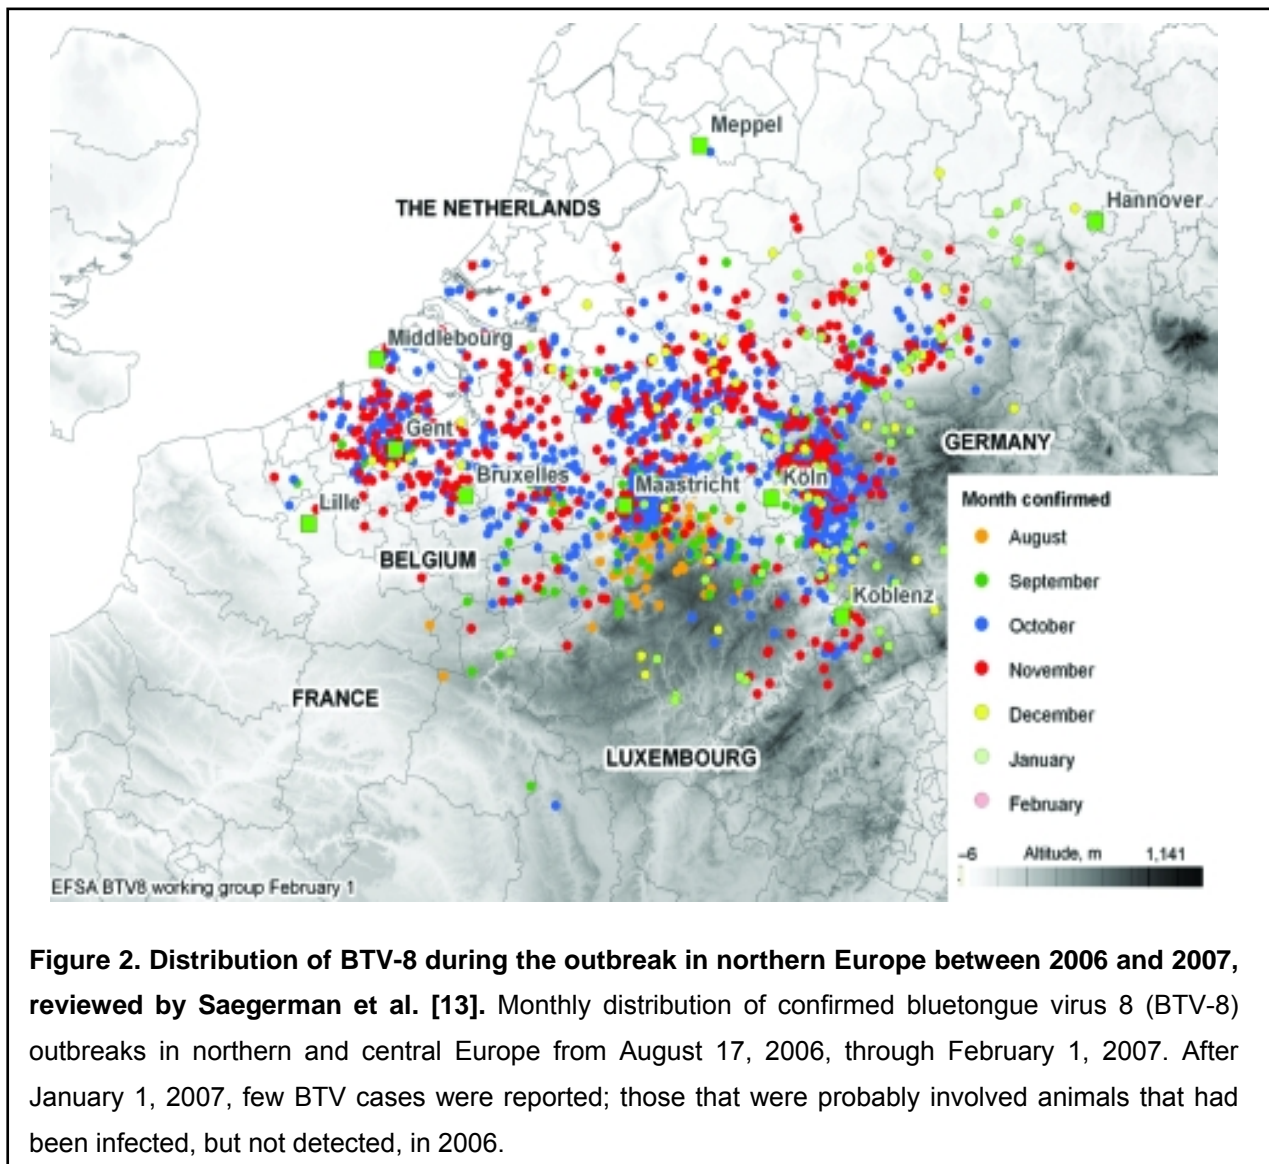 Meppel
Hannover
THE NETHERLANDS
Middlebourg
Gent
GERMANY
Bruxelles
Maastricht
Köln
Lille
Month confirmed
August
BELGIUM
September
Koblenz
October
November
FRANCE
December
LUXEMBOURG
January
February
–6 Altitude, m 1,141
EFSA BTV8 working group February 1
Figure 2. Distribution of BTV-8 during the outbreak in northern Europe between 2006 and 2007,
reviewed by Saegerman et al. [13]. Monthly distribution of confirmed bluetongue virus 8 (BTV-8)
outbreaks in northern and central Europe from August 17, 2006, through February 1, 2007. After
January 1, 2007, few BTV cases were reported; those that were probably involved animals that had
been infected, but not detected, in 2006.